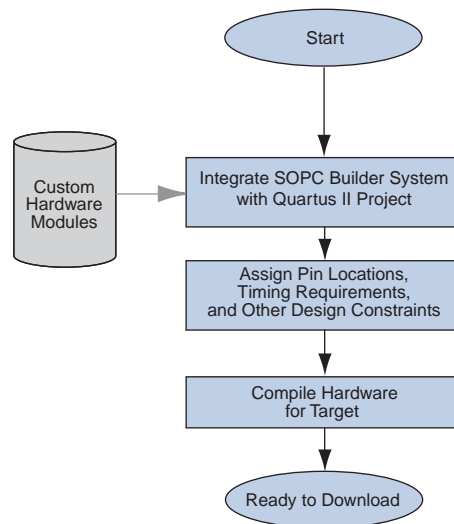 Start
Custom
Hardware
Modules
Integrate SOPC Builder System
with Quartus II Project
Assign Pin Locations,
Timing Requirements,
and Other Design Constraints
Compile Hardware
for Target
Ready to Download